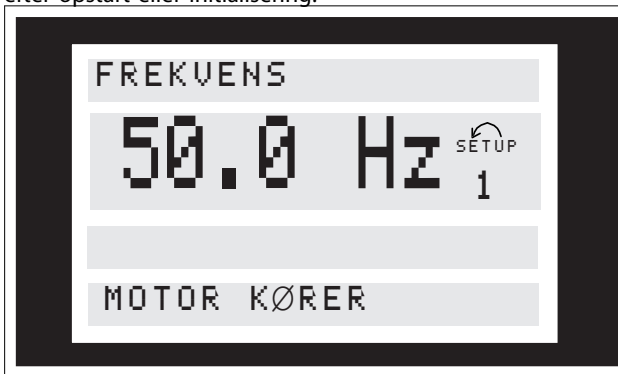 efter opstart eller initialisering.
FREKVENS
50.0 Hz
SETUP
1
MOTOR KØRER